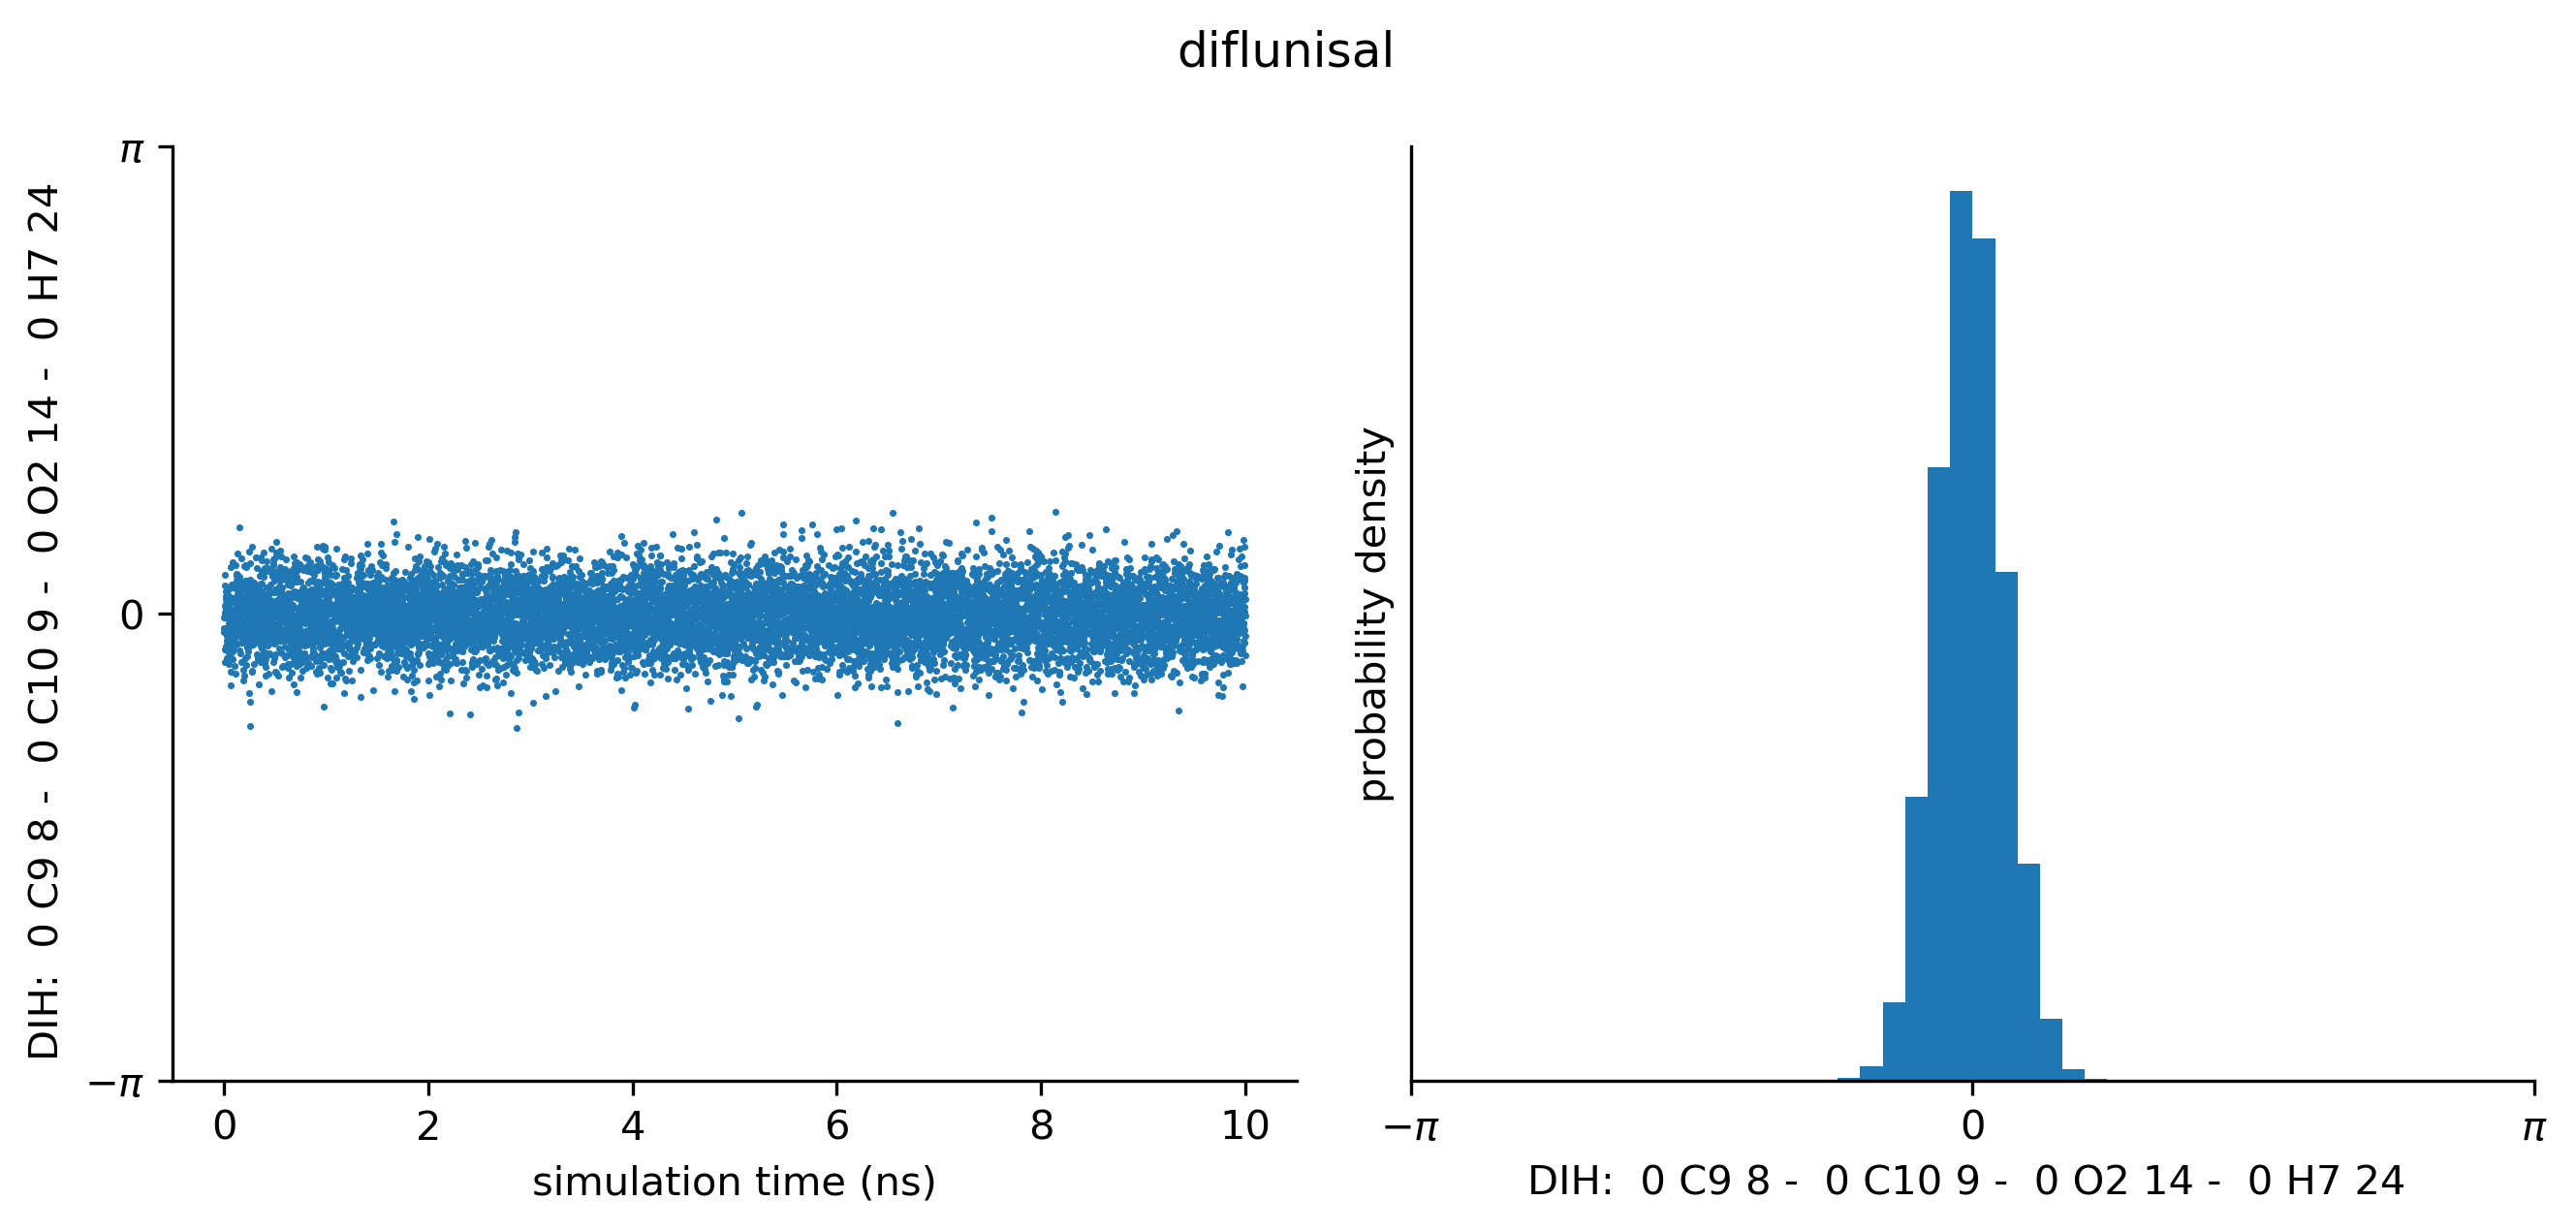 diflunisal
DIH:  0 C9 8 -  0 C10 9 -  0 O2 14 -  0 H7 24
π
0
−π
0 2 4 6 8 10
simulation time (ns)
probability density
−π 0 π
DIH:  0 C9 8 -  0 C10 9 -  0 O2 14 -  0 H7 24